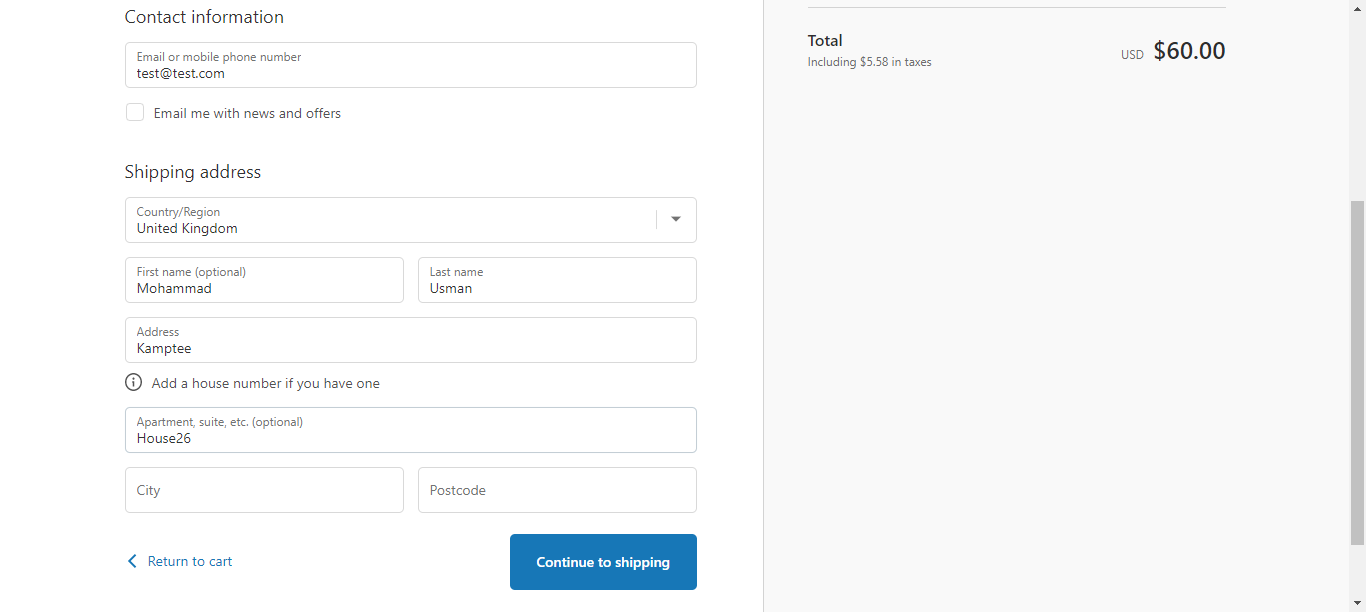 Contact information
Email or mobile phone number
test@test.com
Email me with news and offers
Shipping address
Country/Region
United Kingdom
First name (optional)
Mohammad
Last name
Usman
Address
Kamptee
Add a house number if you have one
Apartment, suite, etc. (optional)
House26
City
Postcode
Return to cart
Continue to shipping
Total
Including $5.58 in taxes
USD $60.00